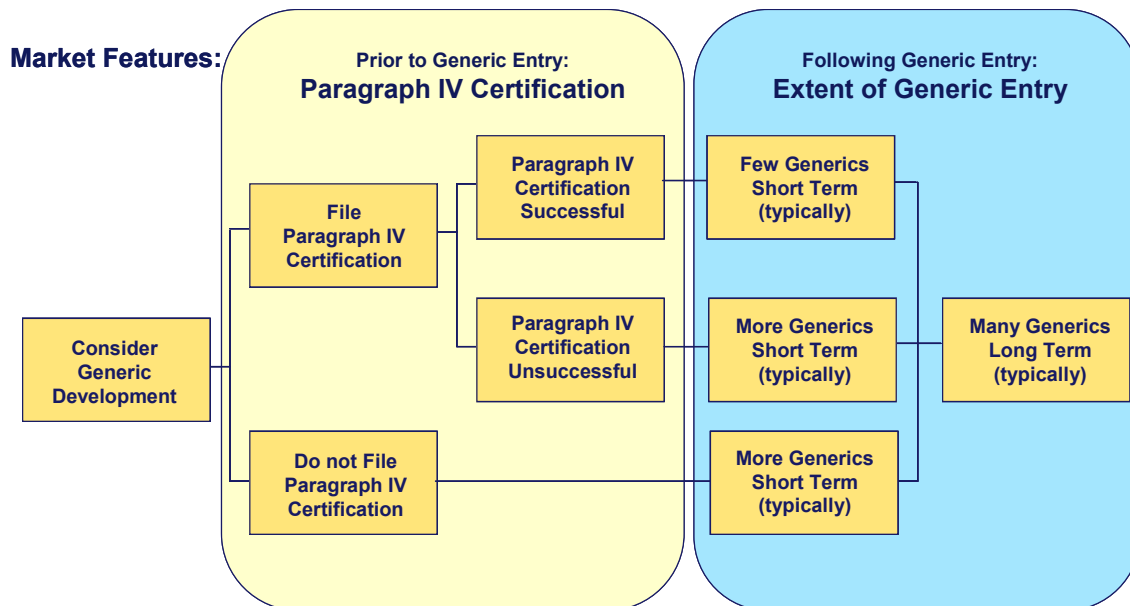 Market Features:
Prior to Generic Entry:
Paragraph IV Certification
Following Generic Entry:
Extent of Generic Entry
Consider
Generic
Development
File
Paragraph IV
Certification
Do not File
Paragraph IV
Certification
Paragraph IV
Certification
Successful
Paragraph IV
Certification
Unsuccessful
Few Generics
Short Term
(typically)
More Generics
Short Term
(typically)
More Generics
Short Term
(typically)
Many Generics
Long Term
(typically)